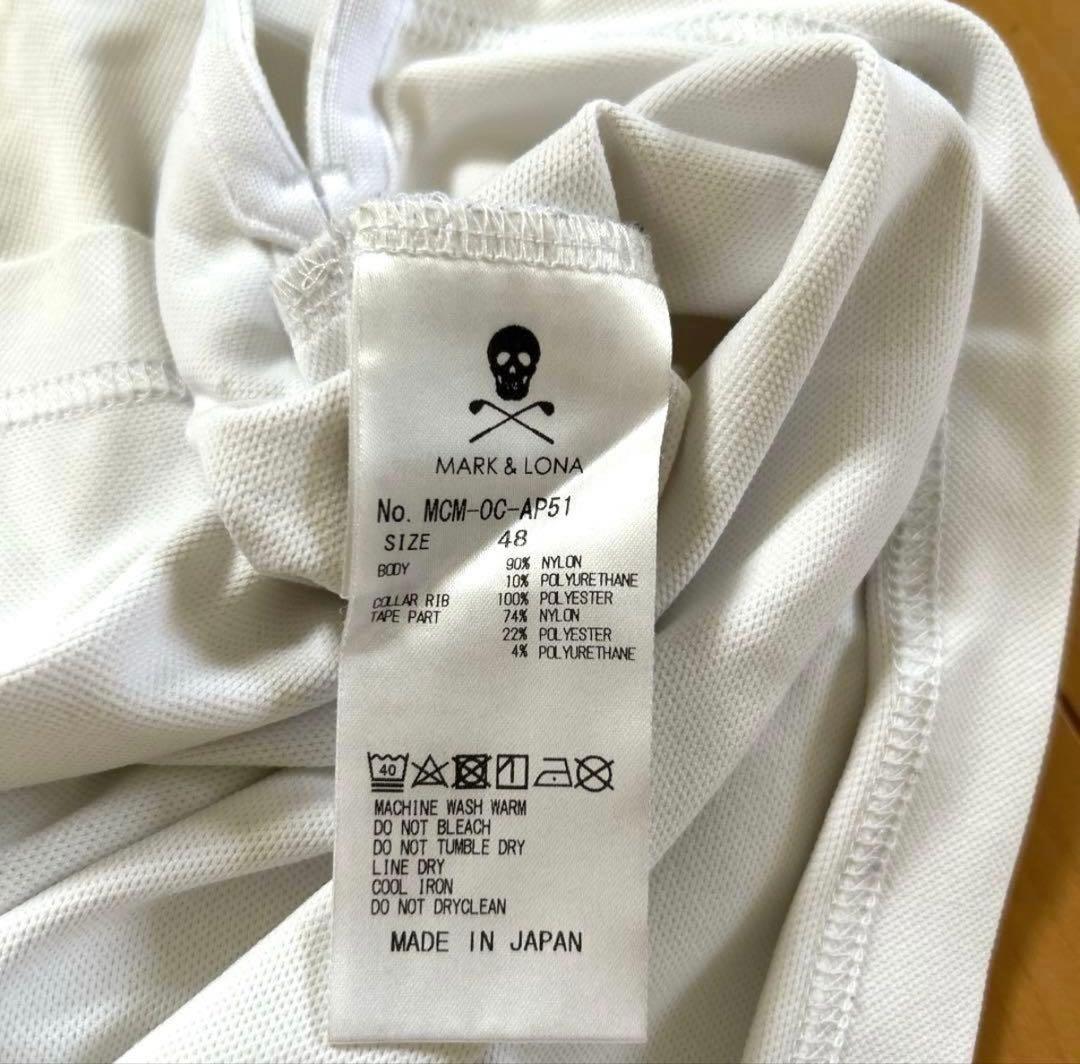 MARK & LONA
No. MCM-OC-AP51
SIZE 48
BODY 90% NYLON
10% POLYURETHANE
COLLAR RIB 100% POLYESTER
TAPE PART 74% NYLON
22% POLYESTER
4% POLYURETHANE
40
MACHINE WASH WARM
DO NOT BLEACH
DO NOT TUMBLE DRY
LINE DRY
COOL IRON
DO NOT DRYCLEAN
MADE IN JAPAN